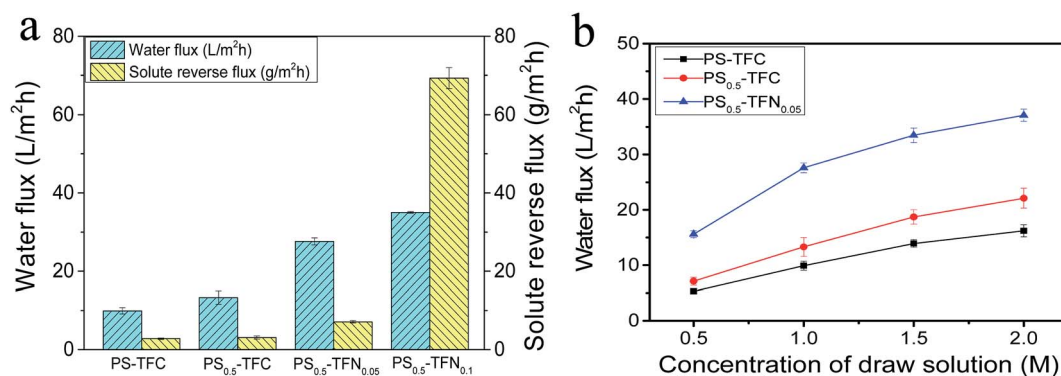 a
Water flux (L/m²h)
Solute reverse flux (g/m²h)
Water flux (L/m²h)
80
60
40
20
0
Solute reverse flux (g/m²h)
80
60
40
20
0
PS-TFC
PS₀.₅-TFC
PS₀.₅-TFN₀.₀₅
PS₀.₅-TFN₀.₁
b
PS-TFC
PS₀.₅-TFC
PS₀.₅-TFN₀.₀₅
Water flux (L/m²h)
50
40
30
20
10
0
0.5
1.0
1.5
2.0
Concentration of draw solution (M)